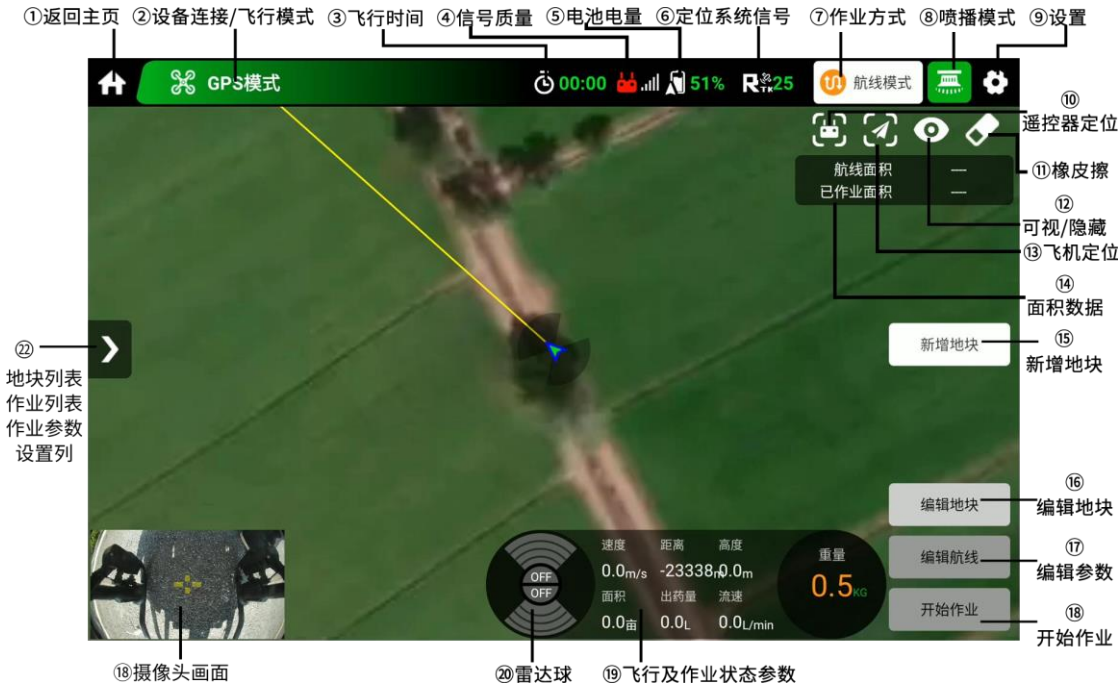 ①返回主页 ②设备连接/飞行模式 ③飞行时间 ④信号质量 ⑤电池电量 ⑥定位系统信号 ⑦作业方式 ⑧喷播模式 ⑨设置
GPS模式 00:00 51% RTK25 航线模式
⑩
遥控器定位
航线面积 ----
已作业面积 ----
⑪橡皮擦
⑫
可视/隐藏
⑬飞机定位
⑭
面积数据
新增地块
⑮
新增地块
㉒
地块列表
作业列表
作业参数
设置列
编辑地块
⑯
编辑地块
编辑航线
⑰
编辑参数
开始作业
⑱
开始作业
OFF
OFF
速度 距离 高度
0.0m/s -23338m 0.0m
面积 出药量 流速
0.0亩 0.0L 0.0L/min
重量
0.5KG
⑱摄像头画面 ⑳雷达球 ⑲飞行及作业状态参数